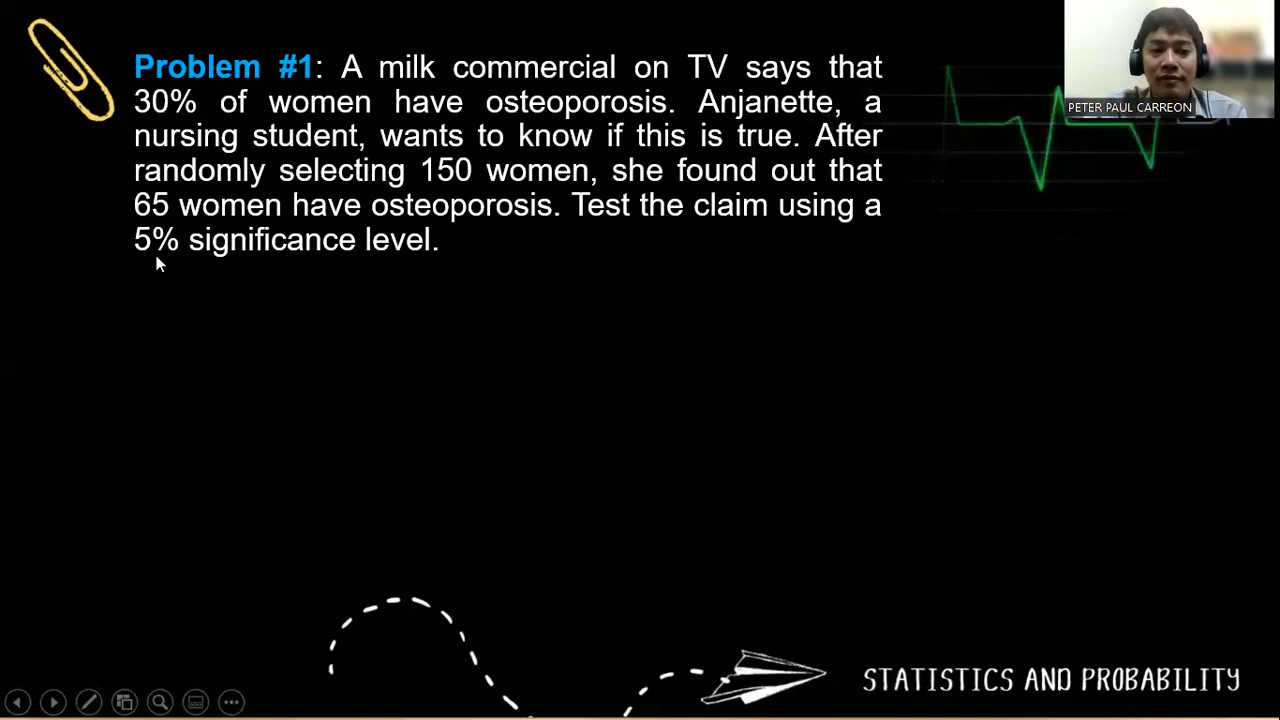 Problem #1: A milk commercial on TV says that
30% of women have osteoporosis. Anjanette, a
nursing student, wants to know if this is true. After
randomly selecting 150 women, she found out that
65 women have osteoporosis. Test the claim using a
5% significance level.
PETER PAUL CARREON
STATISTICS AND PROBABILITY